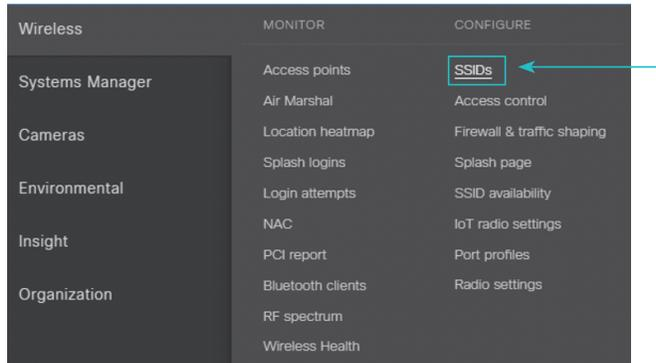 Wireless
Systems Manager
Cameras
Environmental
Insight
Organization
MONITOR
Access points
Air Marshal
Location heatmap
Splash logins
Login attempts
NAC
PCI report
Bluetooth clients
RF spectrum
Wireless Health
CONFIGURE
SSIDs
Access control
Firewall & traffic shaping
Splash page
SSID availability
IoT radio settings
Port profiles
Radio settings